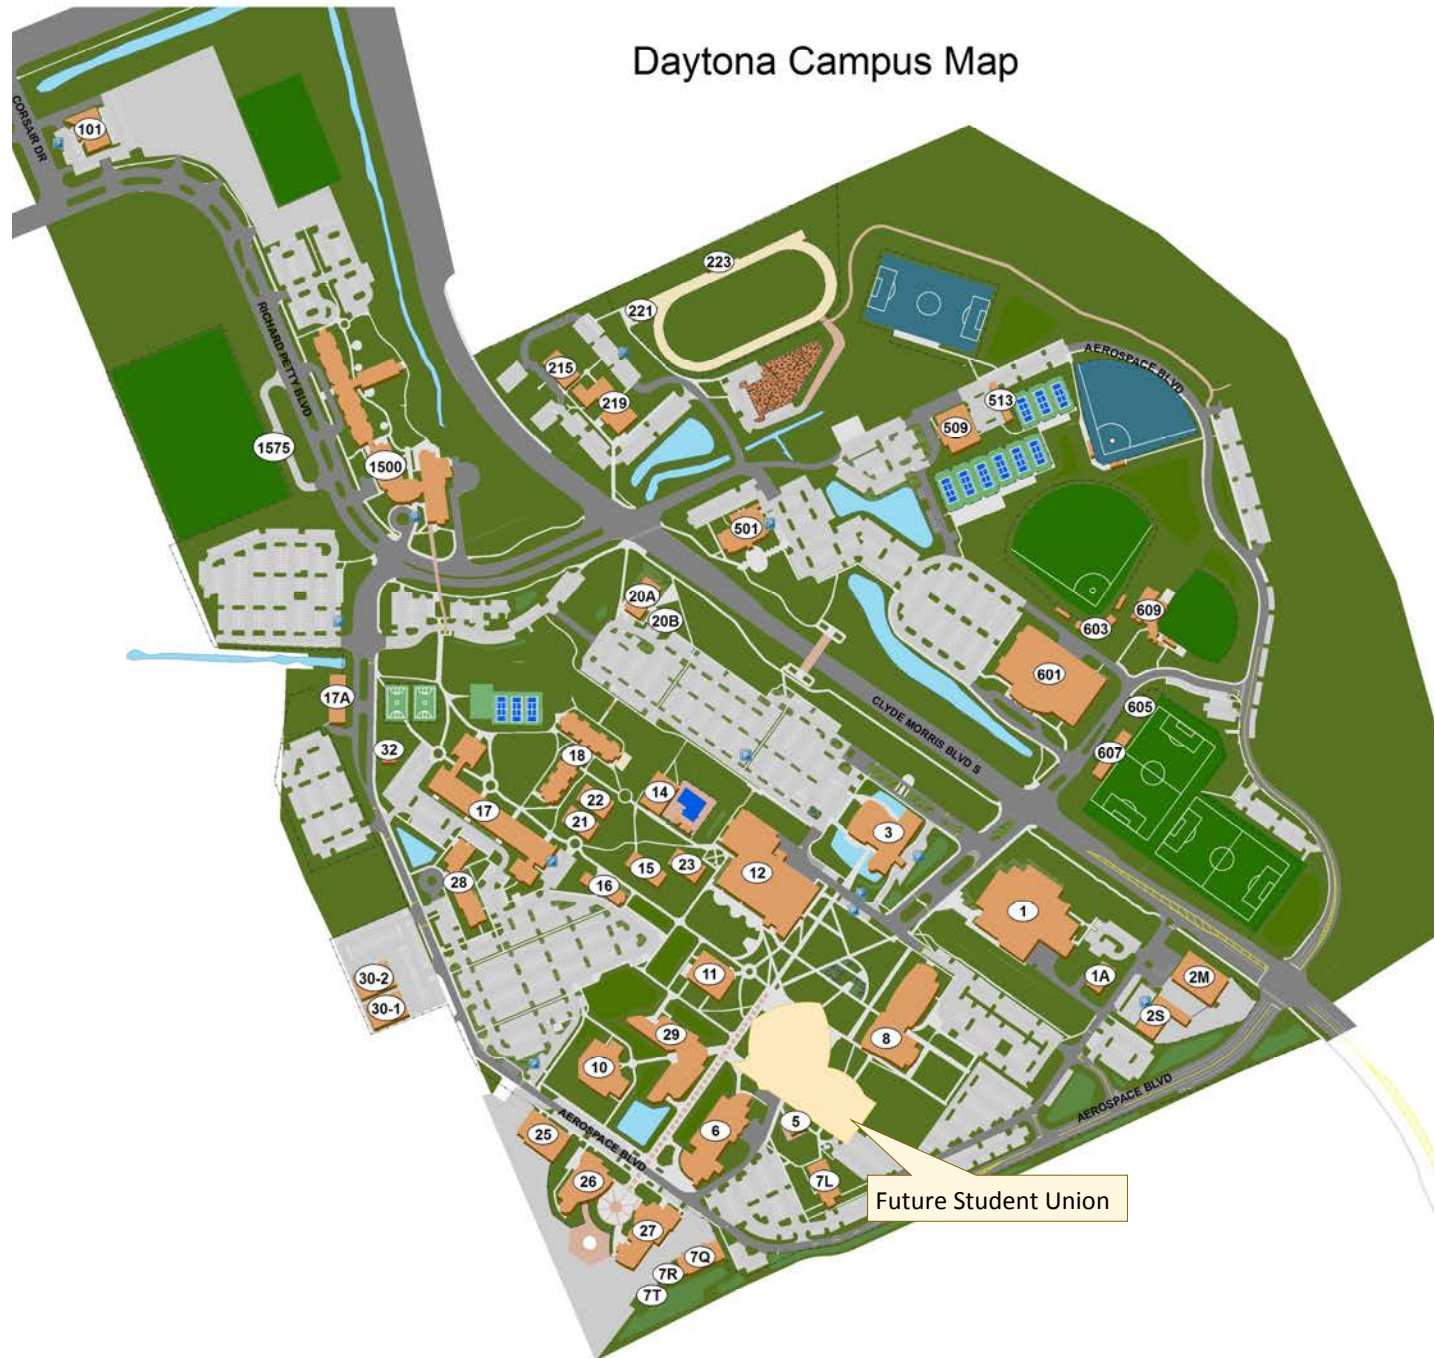 Daytona Campus Map
CORSAIR DR
101
223
221
RICHARD PETTY BLVD
AEROSPACE BLVD
215
219
513
509
1575
1500
501
20A
20B
609
603
601
17A
605
CLYDE MORRIS BLVD S
607
32
18
14
22
17
21
3
15
23
12
16
28
1
11
30-2
1A
2M
30-1
2S
29
8
10
AEROSPACE BLVD
5
6
25
AEROSPACE BLVD
26
7L
Future Student Union
27
7Q
7R
7T